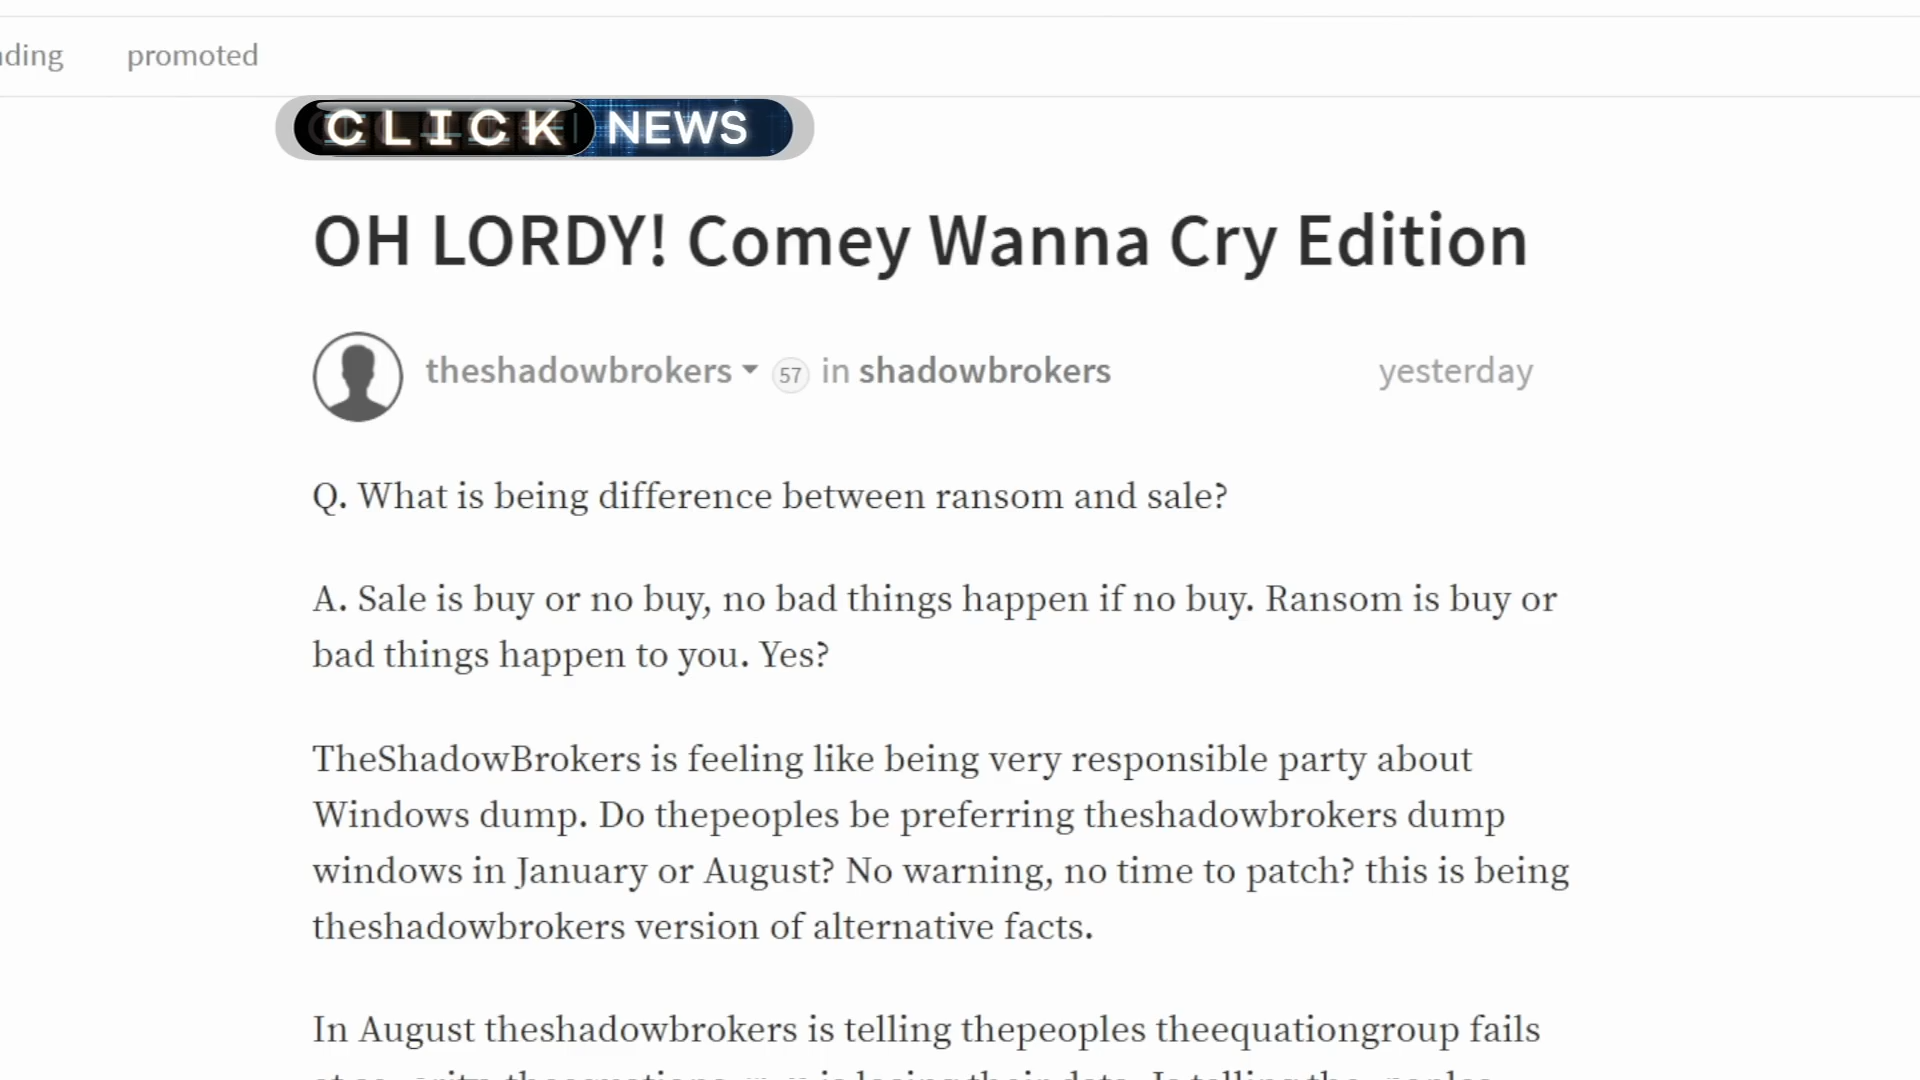 promoted
CLICK NEWS
OH LORDY! Comey Wanna Cry Edition
theshadowbrokers 57 in shadowbrokers yesterday
Q. What is being difference between ransom and sale?
A. Sale is buy or no buy, no bad things happen if no buy. Ransom is buy or
bad things happen to you. Yes?
TheShadowBrokers is feeling like being very responsible party about
Windows dump. Do thepeoples be preferring theshadowbrokers dump
windows in January or August? No warning, no time to patch? this is being
theshadowbrokers version of alternative facts.
In August theshadowbrokers is telling thepeoples theequationgroup fails